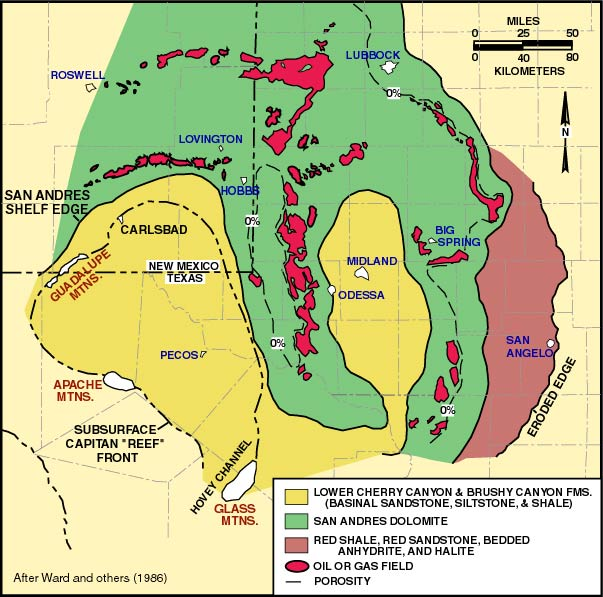 MILES
0 25 50
0 40 50
KILOMETERS
N
LUBBOCK
0%
ROSWELL
LOVINGTON
HOBBS
SAN ANDRES
SHELF EDGE
CARLSBAD
0%
BIG
SPRING
GUADALUPE
MTNS.
NEW MEXICO
TEXAS
MIDLAND
ODESSA
PECOS
0%
SAN
ANGELO
APACHE
MTNS.
0%
ERODED EDGE
SUBSURFACE
CAPITAN "REEF"
FRONT
HOVEY CHANNEL
GLASS
MTNS.
LOWER CHERRY CANYON & BRUSHY CANYON FMS.
(BASINAL SANDSTONE, SILTSTONE, & SHALE)
SAN ANDRES DOLOMITE
RED SHALE, RED SANDSTONE, BEDDED
ANHYDRITE, AND HALITE
OIL OR GAS FIELD
POROSITY
After Ward and others (1986)